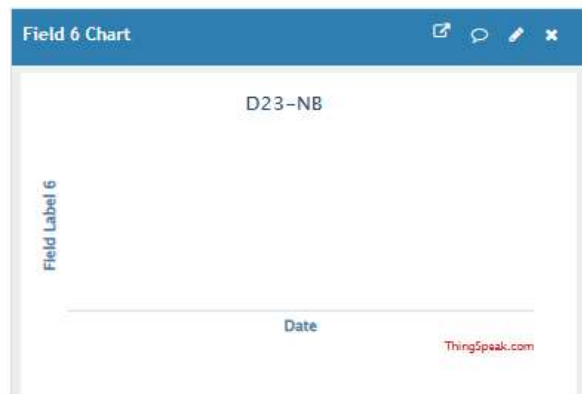 Field 6 Chart
D23-NB
Field Label 6
Date
ThingSpeak.com